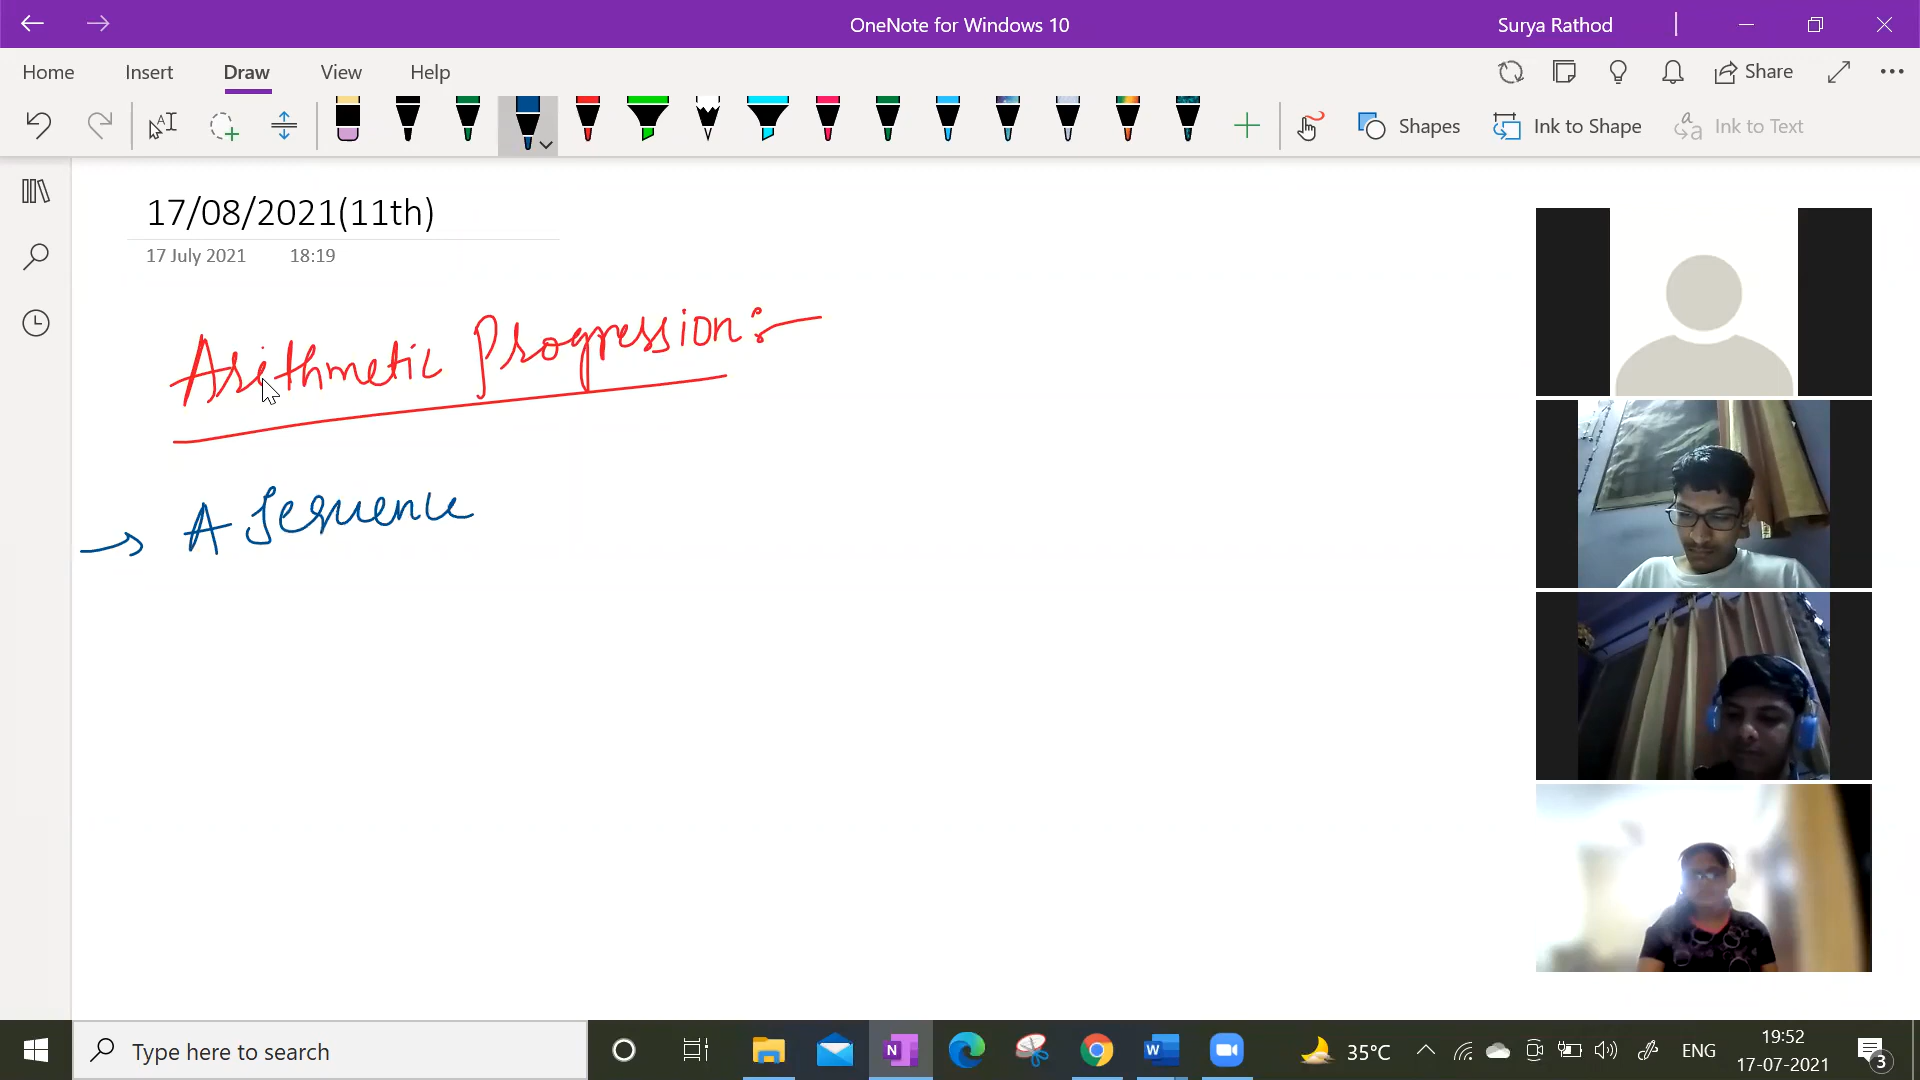 OneNote for Windows 10
Surya Rathod
Home Insert Draw View Help
Share
Shapes Ink to Shape Ink to Text
17/08/2021(11th)
17 July 2021 18:19
Arithmetic Progression:-
→ A Sequence
Type here to search
35°C
ENG
19:52
17-07-2021
3